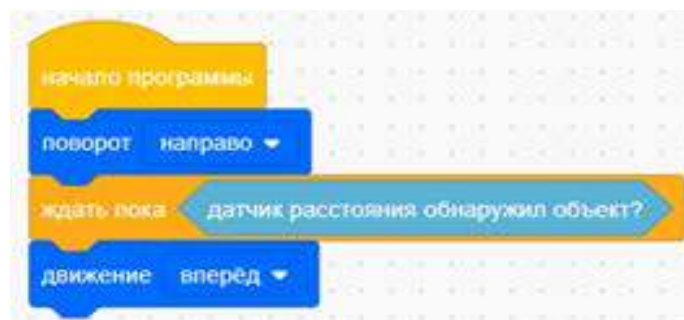 начало программы
поворот направо
ждать пока датчик расстояния обнаружил объект?
движение вперёд